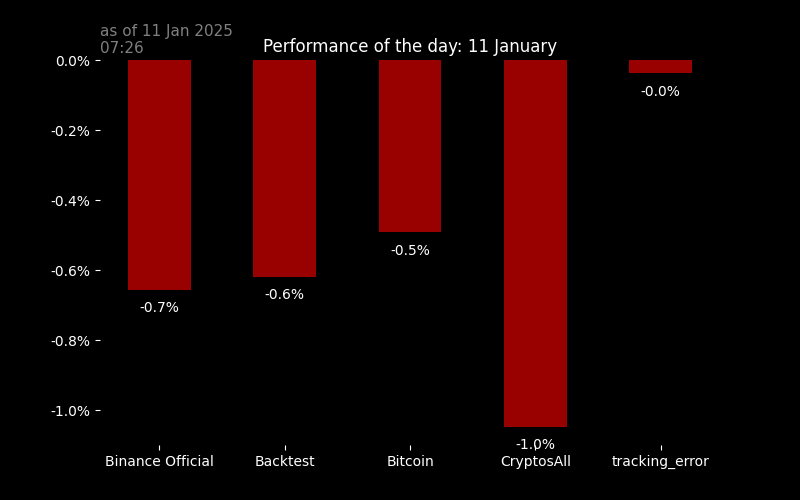 as of 11 Jan 2025
07:26
Performance of the day: 11 January
0.0%
-0.2%
-0.4%
-0.6%
-0.8%
-1.0%
-0.7%
-0.6%
-0.5%
-1.0%
-0.0%
Binance Official
Backtest
Bitcoin
CryptosAll
tracking_error